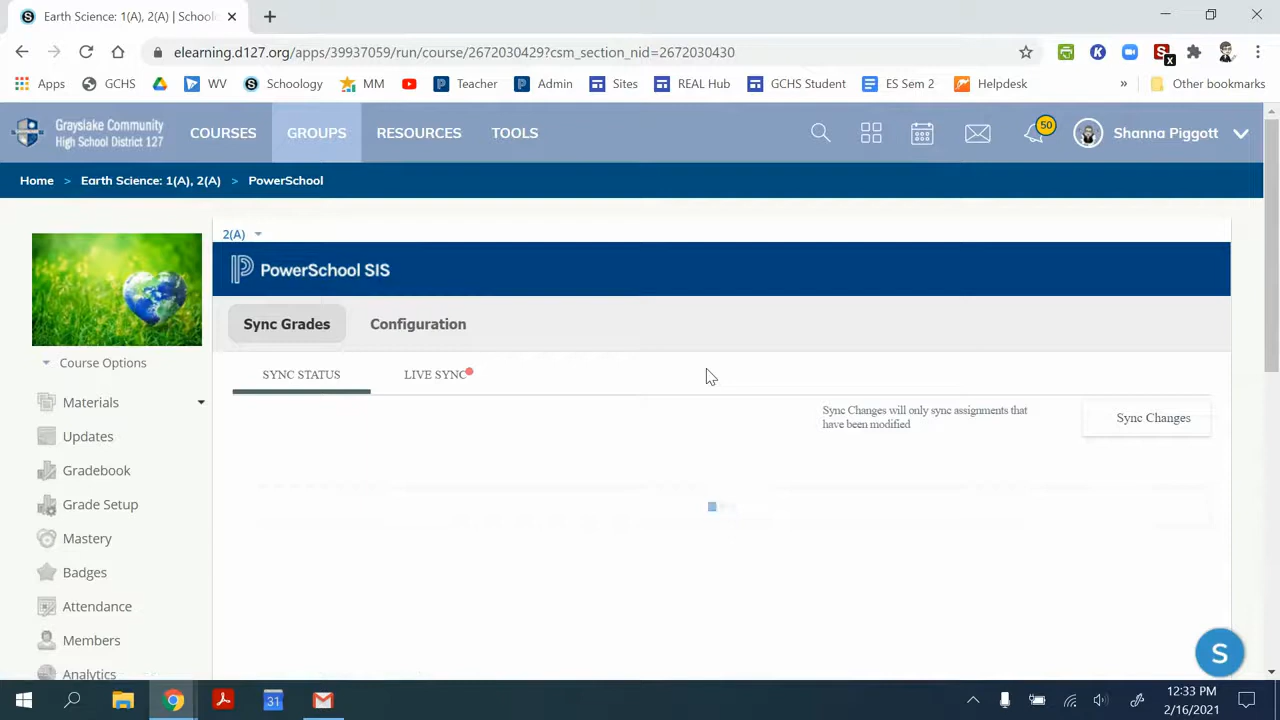 Earth Science: 1(A), 2(A) | Schoolo
elearning.d127.org/apps/39937059/run/course/2672030429?csm_section_nid=2672030430
Apps GCHS WV Schoology MM Teacher Admin Sites REAL Hub GCHS Student ES Sem 2 Helpdesk » Other bookmarks
Grayslake Community
High School District 127
COURSES GROUPS RESOURCES TOOLS 50 Shanna Piggott
Home > Earth Science: 1(A), 2(A) > PowerSchool
2(A)
PowerSchool SIS
Sync Grades Configuration
SYNC STATUS LIVE SYNC
Sync Changes will only sync assignments that
have been modified
Sync Changes
Course Options
Materials
Updates
Gradebook
Grade Setup
Mastery
Badges
Attendance
Members
Analytics
S
31
12:33 PM
2/16/2021